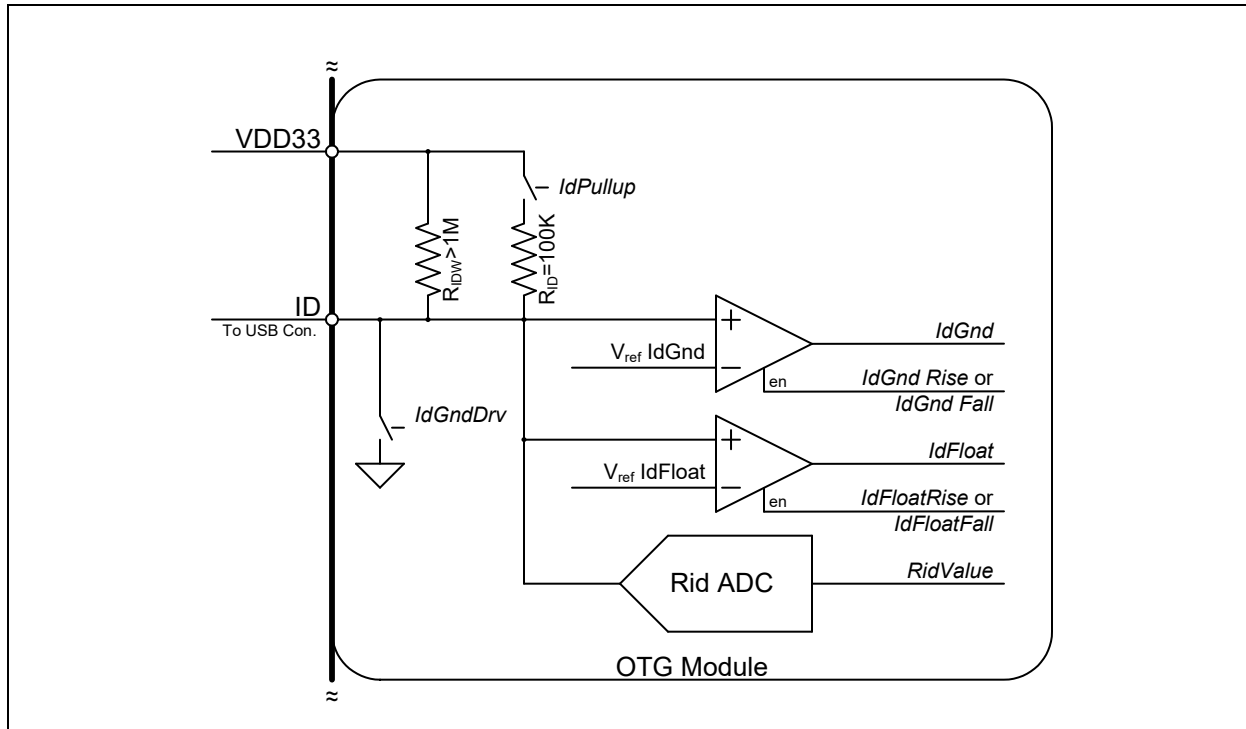 ≈
VDD33
IdPullup
RIDW>1M
RID=100K
ID
To USB Con.
IdGnd
Vref IdGnd
en
IdGnd Rise or
IdGnd Fall
IdGndDrv
IdFloat
Vref IdFloat
en
IdFloatRise or
IdFloatFall
Rid ADC
RidValue
OTG Module
≈
+
−
+
−